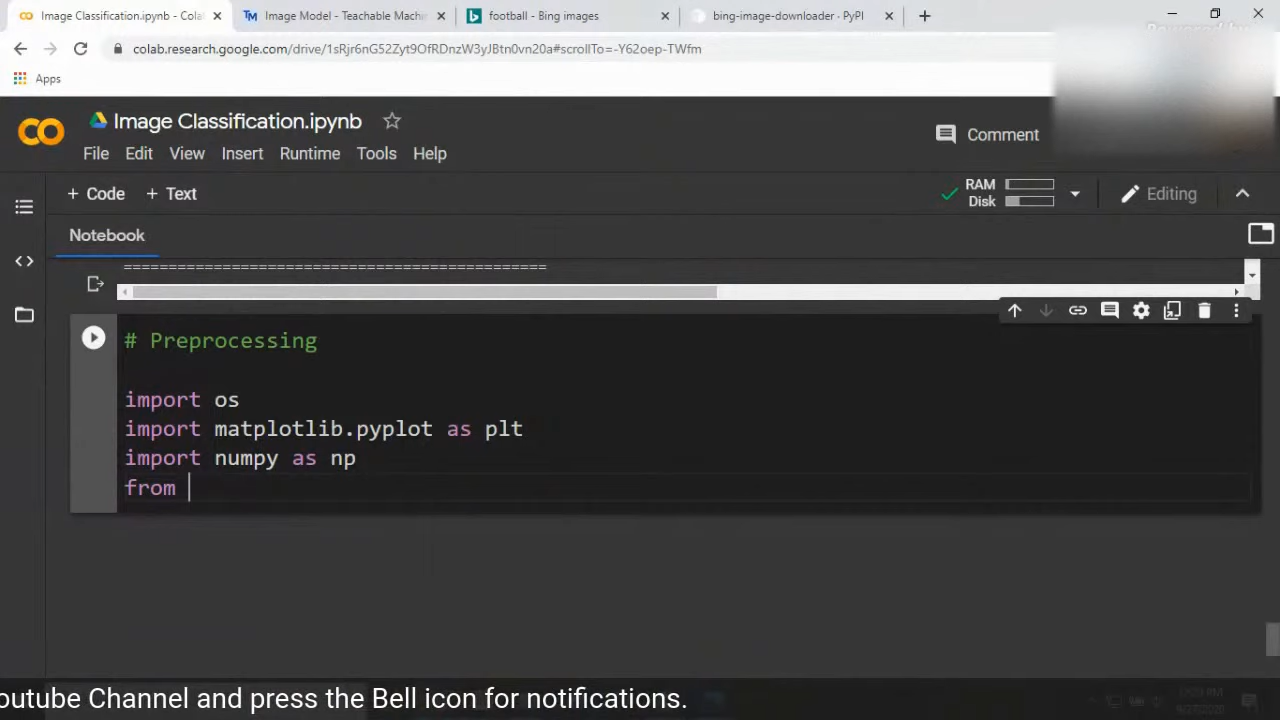 Image Classification.ipynb - Cola
Image Model - Teachable Machin
football - Bing images
bing-image-downloader · PyPI
colab.research.google.com/drive/1sRjr6nG52Zyt9OfRDnzW3yJBtn0vn20a#scrollTo=-Y62oep-TWfm
Powered by
Apps
Image Classification.ipynb
File Edit View Insert Runtime Tools Help
Comment
+ Code + Text
RAM
Disk
Editing
Notebook
==============================================
# Preprocessing
import os
import matplotlib.pyplot as plt
import numpy as np
from
outube Channel and press the Bell icon for notifications.